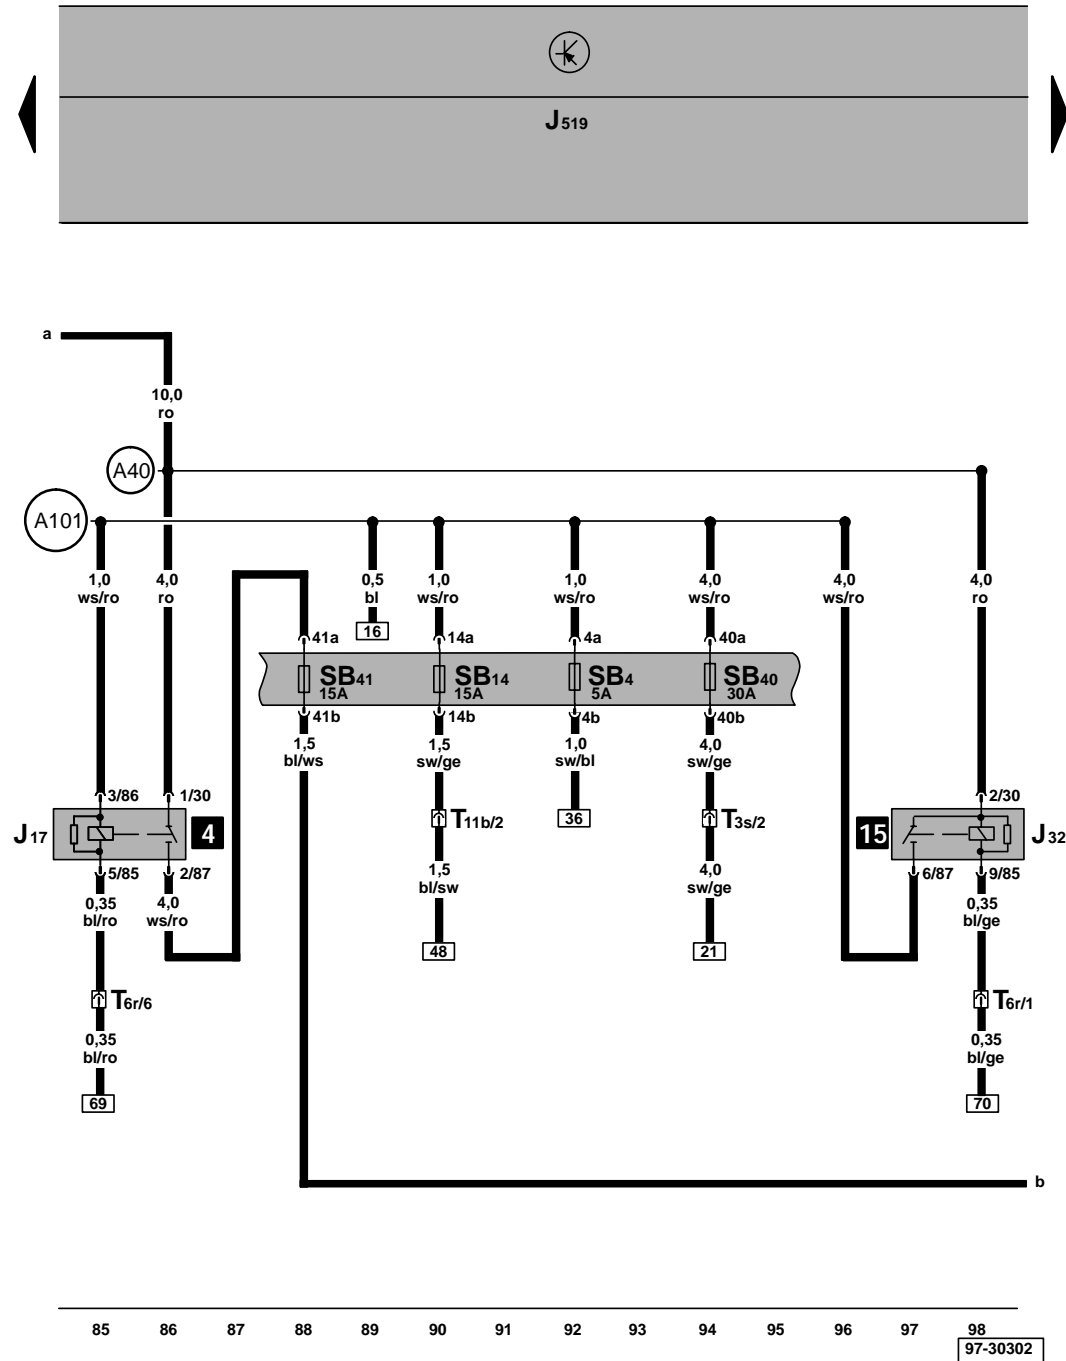 J519
a
10,0
ro
A40
A101
1,0
ws/ro
4,0
ro
0,5
bl
1,0
ws/ro
1,0
ws/ro
4,0
ws/ro
4,0
ws/ro
4,0
ro
16
41a
14a
4a
40a
SB41
15A
SB14
15A
SB4
5A
SB40
30A
41b
14b
4b
40b
1,5
bl/ws
1,5
sw/ge
1,0
sw/bl
4,0
sw/ge
3/86
1/30
2/30
T11b/2
36
T3s/2
J17
4
15
J32
5/85
2/87
6/87
9/85
1,5
bl/sw
4,0
sw/ge
0,35
bl/ro
4,0
ws/ro
0,35
bl/ge
48
21
T6r/6
T6r/1
0,35
bl/ro
0,35
bl/ge
69
70
b
85 86 87 88 89 90 91 92 93 94 95 96 97 98
97-30302